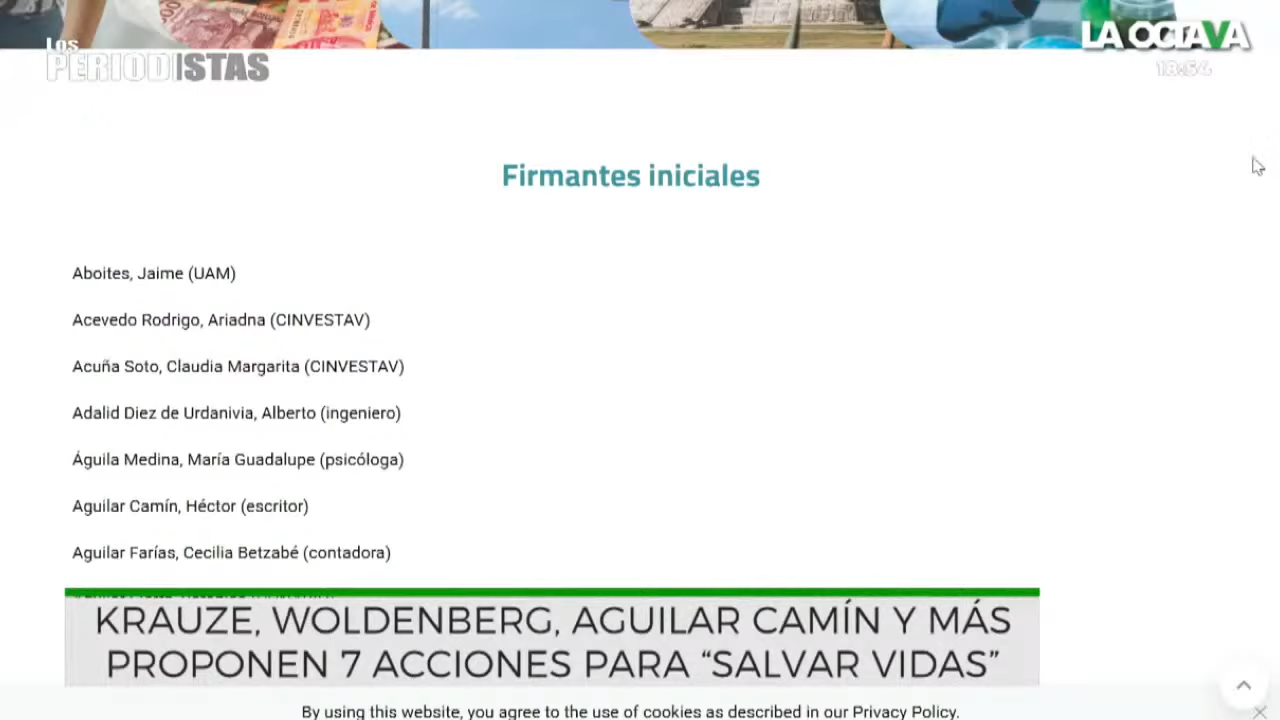 Los
PERIODISTAS
LA OCTAVA
18:54
Firmantes iniciales
Aboites, Jaime (UAM)
Acevedo Rodrigo, Ariadna (CINVESTAV)
Acuña Soto, Claudia Margarita (CINVESTAV)
Adalid Diez de Urdanivia, Alberto (ingeniero)
Águila Medina, María Guadalupe (psicóloga)
Aguilar Camín, Héctor (escritor)
Aguilar Farías, Cecilia Betzabé (contadora)
KRAUZE, WOLDENBERG, AGUILAR CAMÍN Y MÁS
PROPONEN 7 ACCIONES PARA “SALVAR VIDAS”
By using this website, you agree to the use of cookies as described in our Privacy Policy.